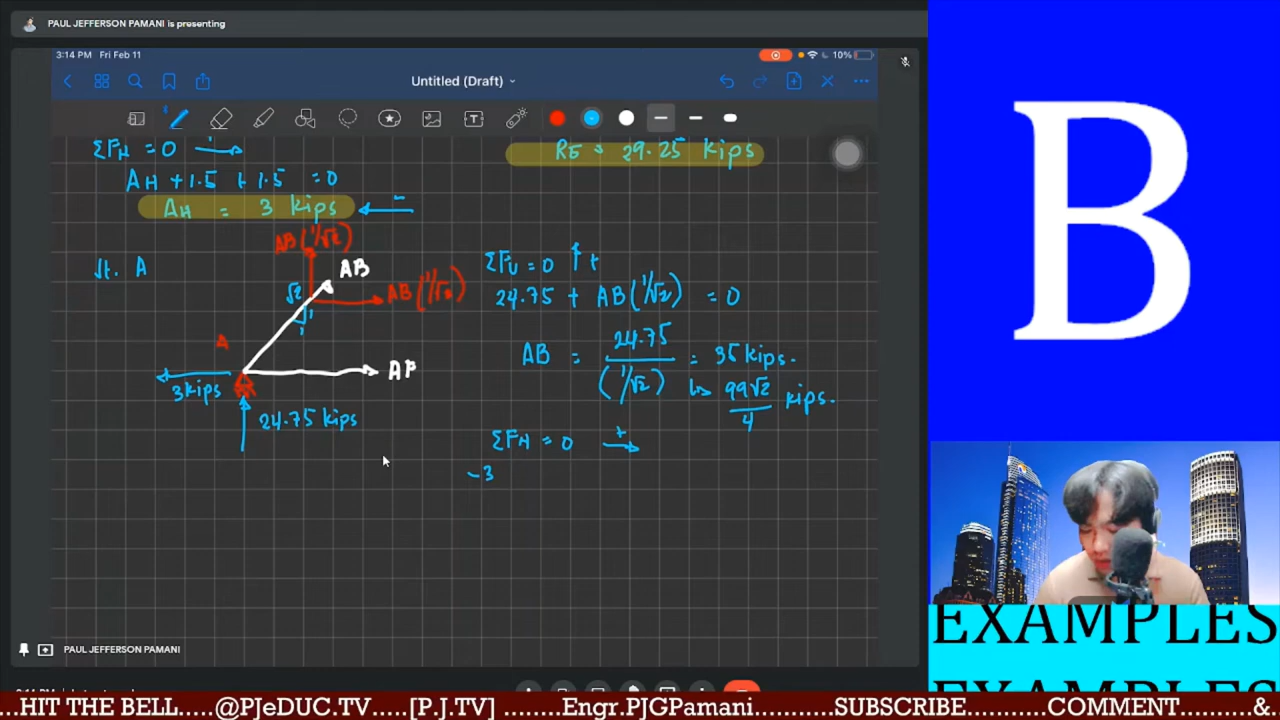 PAUL JEFFERSON PAMANI is presenting
3:14 PM Fri Feb 11
10%
Untitled (Draft)
ΣFH = 0 +
AH + 1.5 + 1.5 = 0
AH = 3 kips -
RE = 29.25 kips
Jt. A
AB (1/√2)
AB
AB (1/√2)
√2
1
1
A
3kips
AF
24.75 kips
ΣFV = 0 +
24.75 + AB (1/√2) = 0
AB = 24.75 / (1/√2) = 35 kips.
99√2 / 4 kips.
ΣFH = 0 +
-3
PAUL JEFFERSON PAMANI
B
EXAMPLES
EXAMPLES
...HIT THE BELL.....@PJeDUC.TV.....[P.J.TV] ..........Engr.PJGPamani..........SUBSCRIBE..........COMMENT..........&.